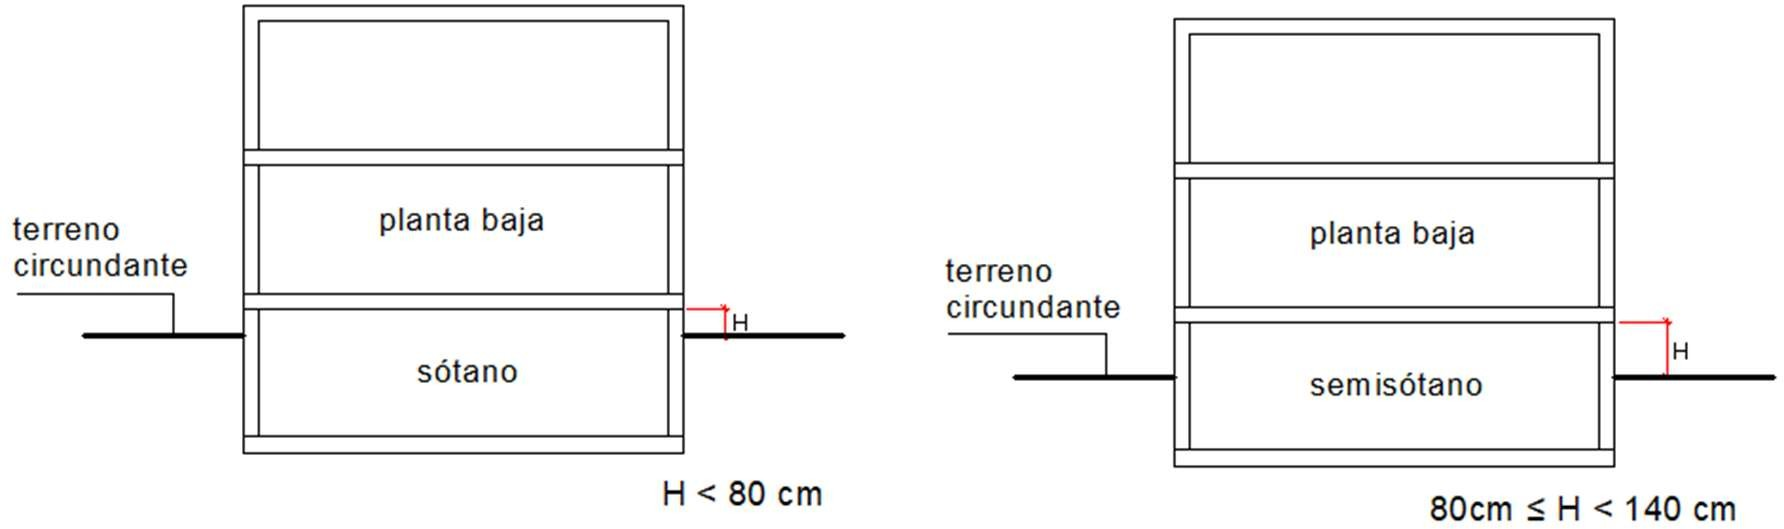 planta baja
terreno
circundante
H
sótano
H < 80 cm
planta baja
terreno
circundante
H
semisótano
80cm ≤ H < 140 cm